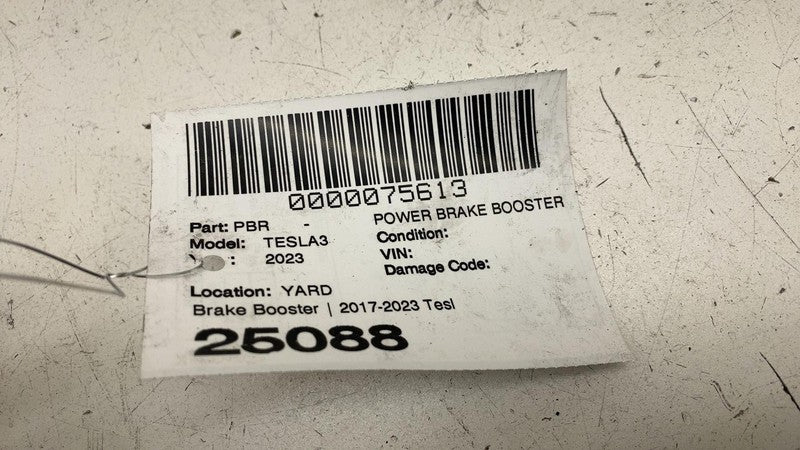 0000075613
Part: PBR - POWER BRAKE BOOSTER
Model: TESLA3 Condition:
: 2023 VIN:
Damage Code:
Location: YARD
Brake Booster | 2017-2023 Tesl
25088